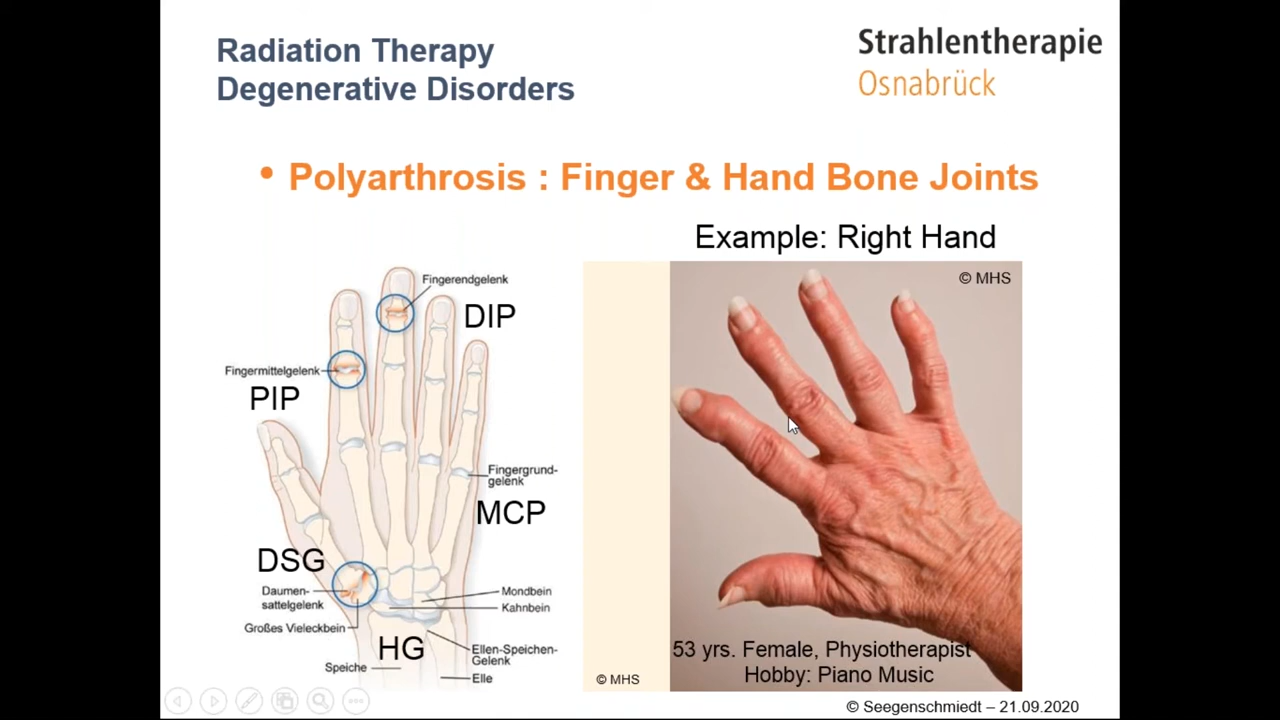 Radiation Therapy
Degenerative Disorders
Strahlentherapie
Osnabrück
• Polyarthrosis : Finger & Hand Bone Joints
Example: Right Hand
© MHS
Fingerendgelenk
DIP
Fingermittelgelenk
PIP
Fingergrund-
gelenk
MCP
DSG
Daumen-
sattelgelenk
Großes Vieleckbein
Mondbein
Kahnbein
HG
Ellen-Speichen-
Gelenk
Speiche
Elle
© MHS
53 yrs. Female, Physiotherapist
Hobby: Piano Music
© Seegenschmiedt – 21.09.2020